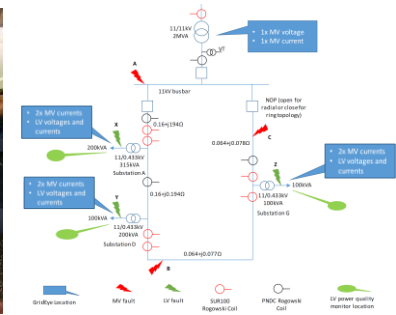 11/11kV
2MVA
• 1x MV voltage
• 1x MV current
VT
A
11kV busbar
NOP (open for
radial or close for
ring topology)
• 2x MV currents
• LV voltages and
currents
X
0.16+j0.194Ω
C
0.064+j0.078Ω
200kVA
11/0.433kV
315kVA
Substation A
• 2x MV currents
• LV voltages and
currents
Z
100kVA
11/0.433kV
100kVA
Substation G
• 2x MV currents
• LV voltages and
currents
Y
0.16+j0.194Ω
100kVA
11/0.433kV
200kVA
Substation D
0.064+j0.077Ω
B
GridEye Location
MV fault
LV fault
SUR100
Rogowski Coil
PNDC Rogowski
Coil
LV power quality
monitor location